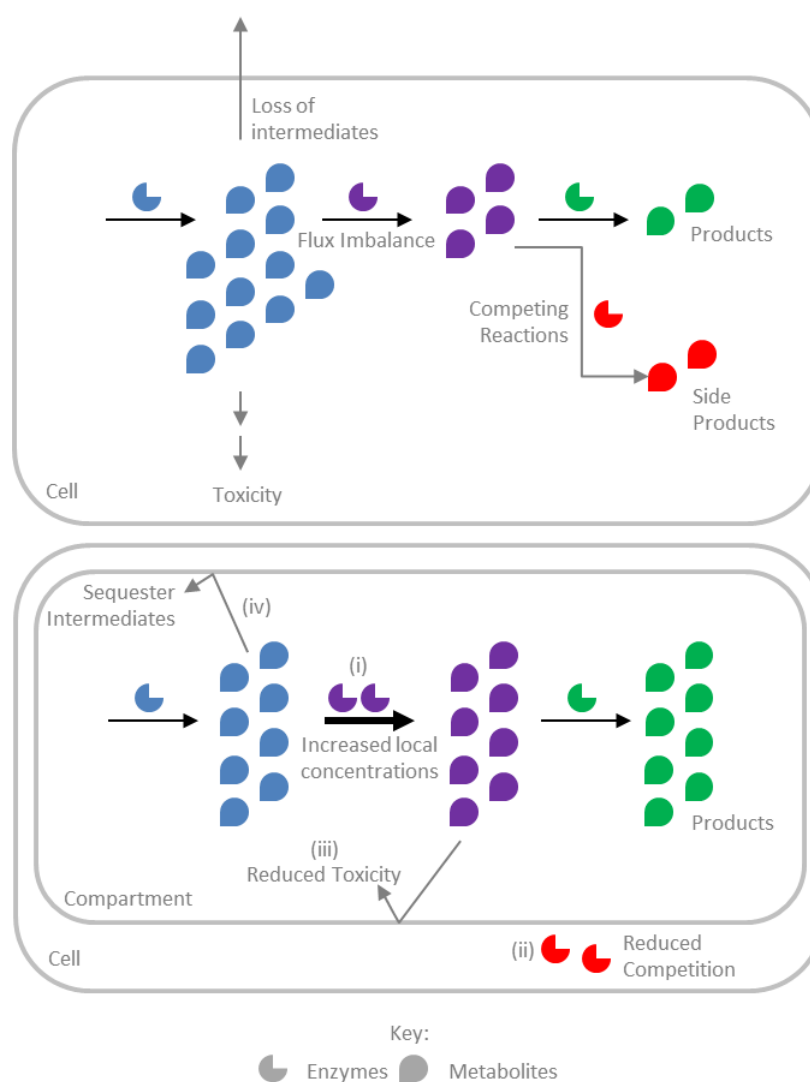 Loss of
intermediates
Flux Imbalance
Products
Competing
Reactions
Side
Products
Toxicity
Cell
Sequester
Intermediates
(iv)
(i)
Increased local
concentrations
Products
(iii)
Reduced Toxicity
Compartment
(ii)
Reduced
Competition
Cell
Key:
Enzymes
Metabolites